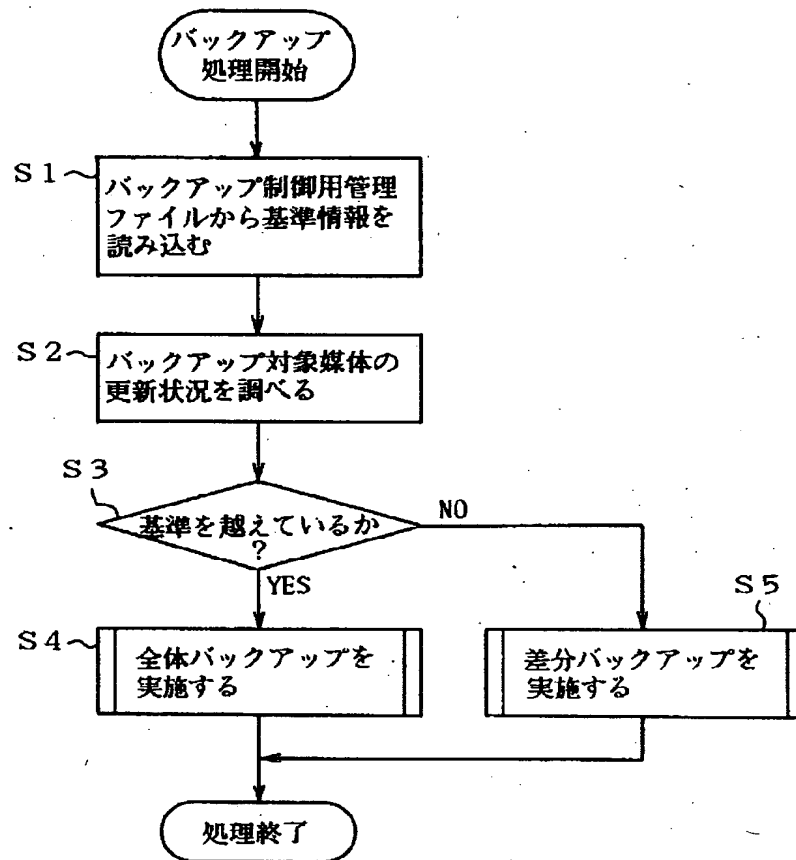 バックアップ
処理開始
S1
バックアップ制御用管理
ファイルから基準情報を
読み込む
S2
バックアップ対象媒体の
更新状況を調べる
S3
基準を越えているか
?
NO
YES
S4
全体バックアップを
実施する
S5
差分バックアップを
実施する
処理終了